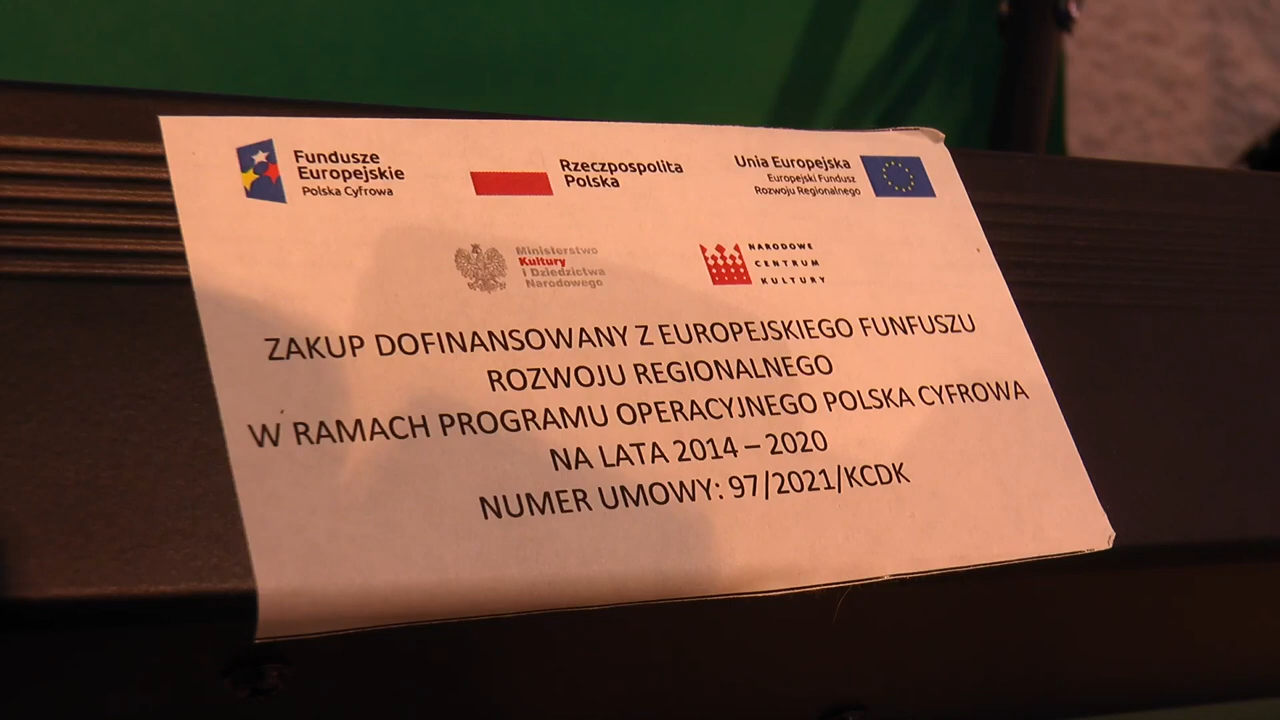 Fundusze
Europejskie
Polska Cyfrowa
Rzeczpospolita
Polska
Unia Europejska
Europejski Fundusz
Rozwoju Regionalnego
Ministerstwo
Kultury
i Dziedzictwa
Narodowego
NARODOWE
CENTRUM
KULTURY
ZAKUP DOFINANSOWANY Z EUROPEJSKIEGO FUNFUSZU
ROZWOJU REGIONALNEGO
W RAMACH PROGRAMU OPERACYJNEGO POLSKA CYFROWA
NA LATA 2014 – 2020
NUMER UMOWY: 97/2021/KCDK